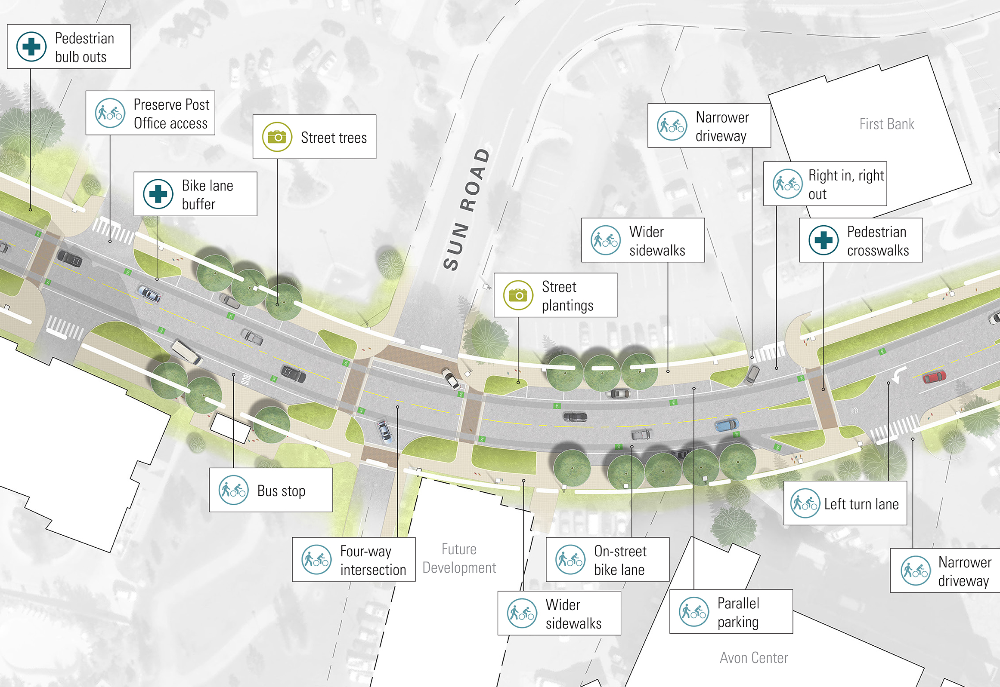 Pedestrian
bulb outs
Preserve Post
Office access
Bike lane
buffer
Street trees
SUN ROAD
Narrower
driveway
First Bank
Right in, right
out
Wider
sidewalks
Pedestrian
crosswalks
Street
plantings
BUS
Bus stop
Four-way
intersection
Future
Development
Wider
sidewalks
On-street
bike lane
Parallel
parking
Left turn lane
Narrower
driveway
Avon Center